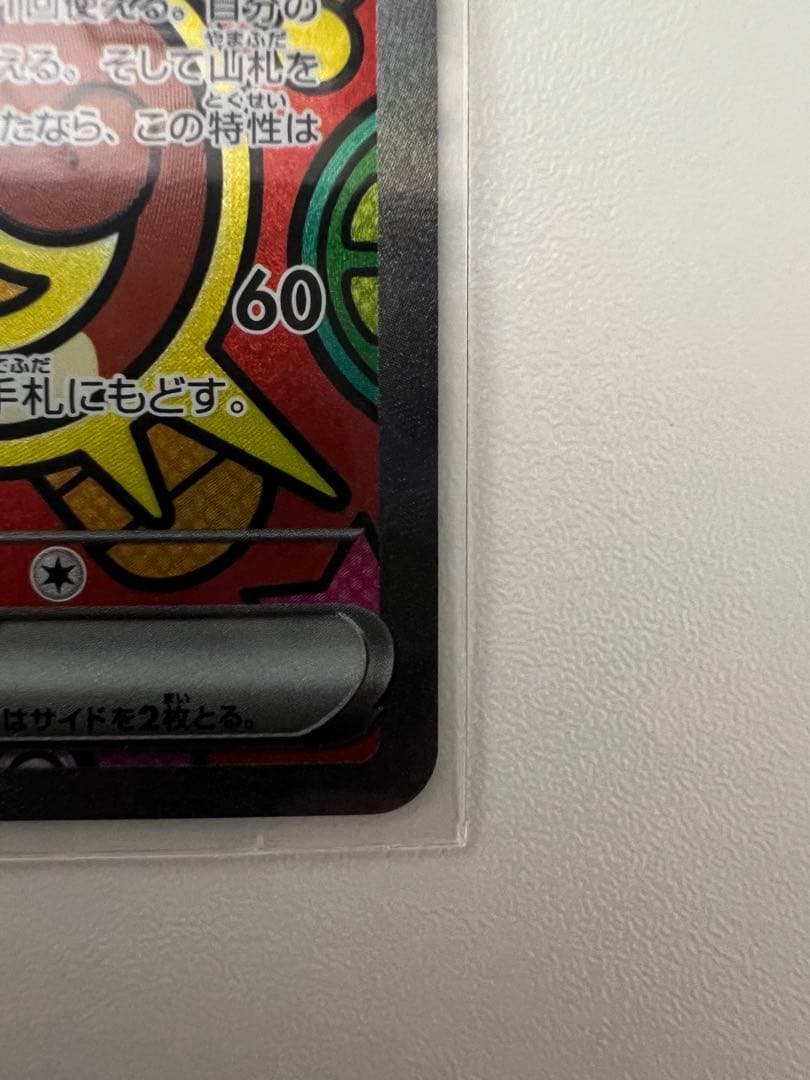 1回使える。自分の
やまふだ
える。そして山札を
とくせい
たなら、この特性は
60
てふだ
手札にもどす。
まい
はサイドを2枚とる。